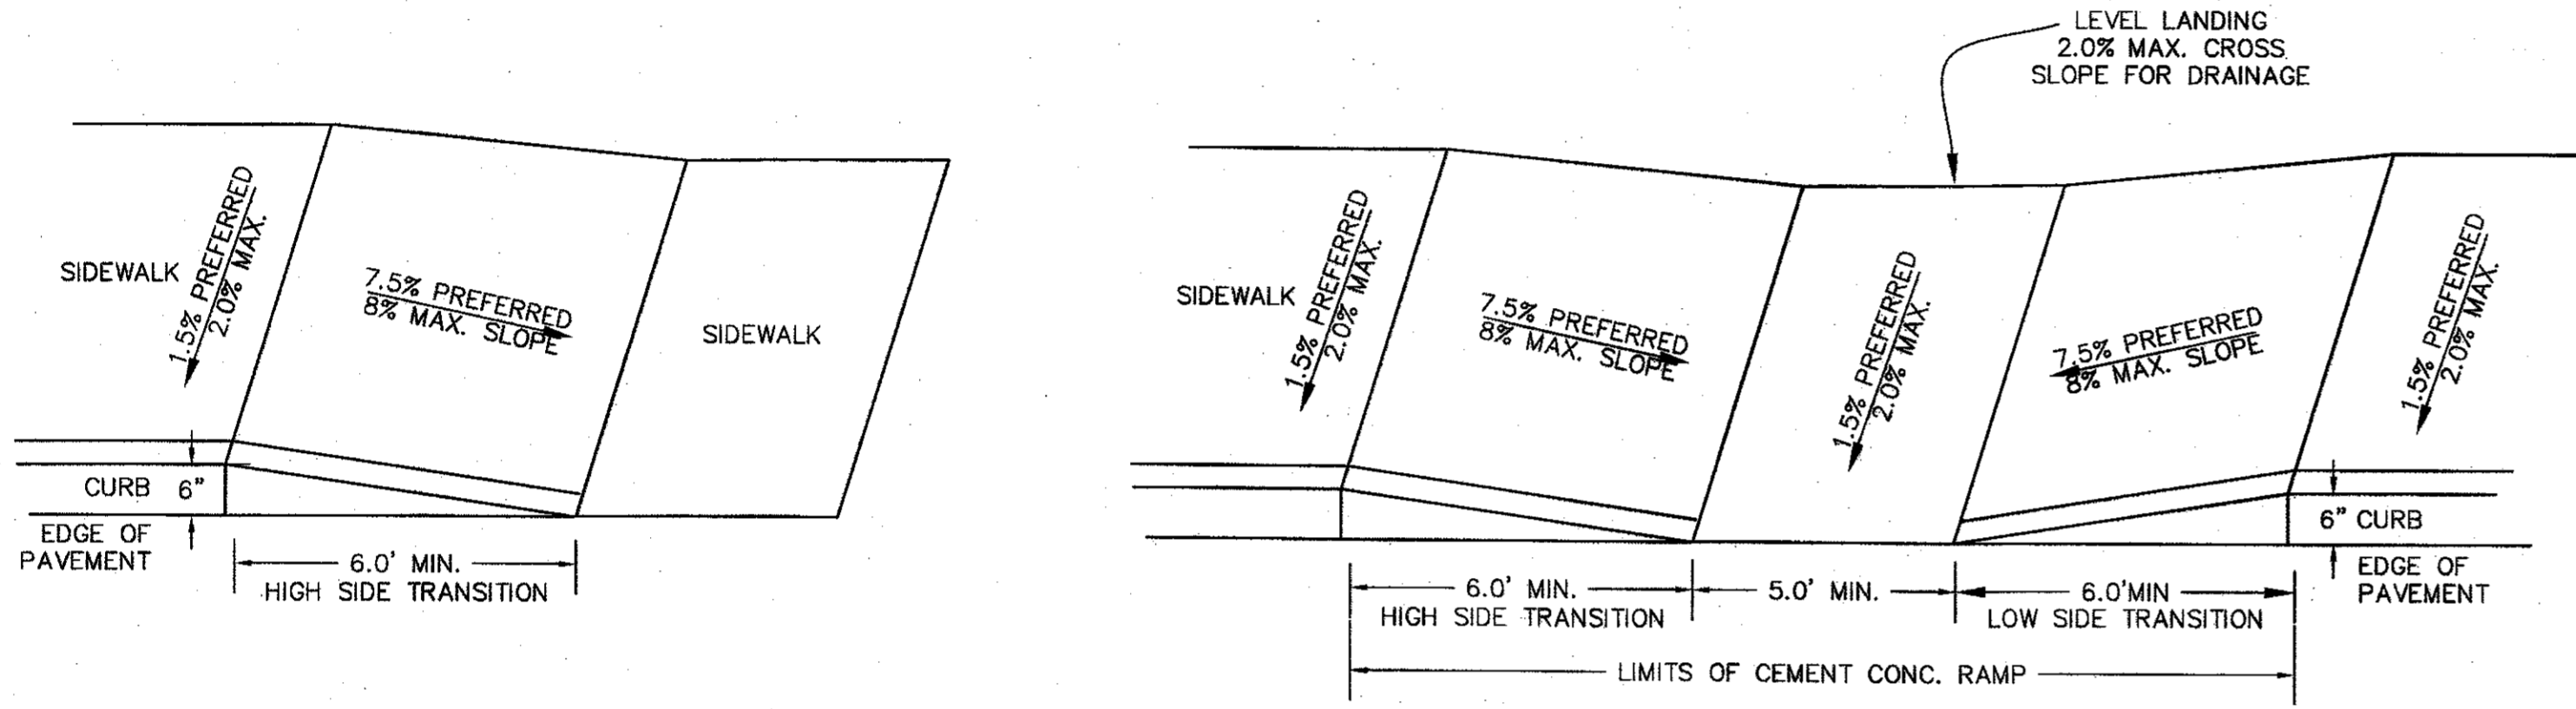 LEVEL LANDING
2.0% MAX. CROSS
SLOPE FOR DRAINAGE
SIDEWALK
1.5% PREFERRED
2.0% MAX.
7.5% PREFERRED
8% MAX. SLOPE
SIDEWALK
CURB 6"
EDGE OF
PAVEMENT
6.0' MIN.
HIGH SIDE TRANSITION
SIDEWALK
1.5% PREFERRED
2.0% MAX.
7.5% PREFERRED
8% MAX. SLOPE
1.5% PREFERRED
2.0% MAX.
7.5% PREFERRED
8% MAX. SLOPE
1.5% PREFERRED
2.0% MAX.
6" CURB
EDGE OF
PAVEMENT
6.0' MIN.
HIGH SIDE TRANSITION
5.0' MIN.
6.0'MIN
LOW SIDE TRANSITION
LIMITS OF CEMENT CONC. RAMP